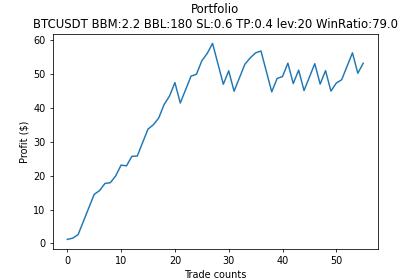 Portfolio
BTCUSDT BBM:2.2 BBL:180 SL:0.6 TP:0.4 lev:20 WinRatio:79.0
60
50
40
30
20
10
0
Profit ($)
0 10 20 30 40 50
Trade counts